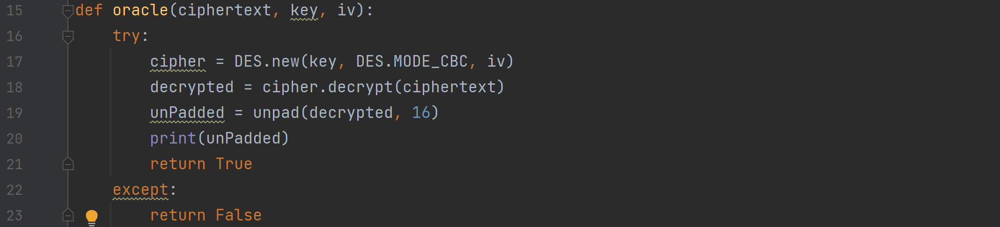 15 def oracle(ciphertext, key, iv):
16     try:
17         cipher = DES.new(key, DES.MODE_CBC, iv)
18         decrypted = cipher.decrypt(ciphertext)
19         unPadded = unpad(decrypted, 16)
20         print(unPadded)
21         return True
22     except:
23         return False